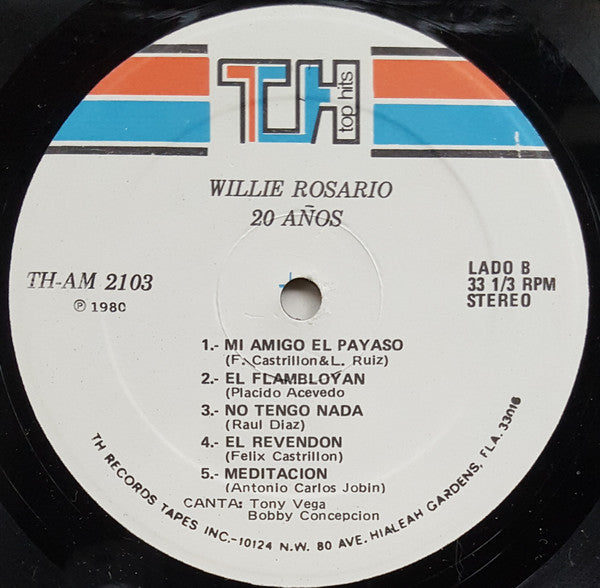 TH top hits
WILLIE ROSARIO
20 AÑOS
TH-AM 2103
℗ 1980
LADO B
33 1/3 RPM
STEREO
1.- MI AMIGO EL PAYASO
(F. Castrillon&L. Ruiz)
2.- EL FLAMBLOYAN
(Placido Acevedo
3.- NO TENGO NADA
(Raul Diaz)
4.- EL REVENDON
(Felix Castrillon)
5.- MEDITACION
(Antonio Carlos Jobin)
CANTA: Tony Vega
Bobby Concepcion
TH RECORDS TAPES INC.-10124 N.W. 80 AVE. HIALEAH GARDENS, FLA. 33016